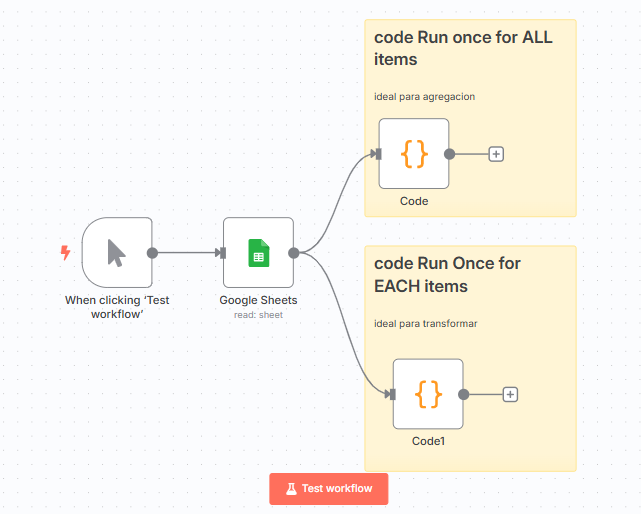 code Run once for ALL
items
ideal para agregacion
{}
Code
When clicking ‘Test
workflow’
Google Sheets
read: sheet
code Run Once for
EACH items
ideal para transformar
{}
Code1
Test workflow